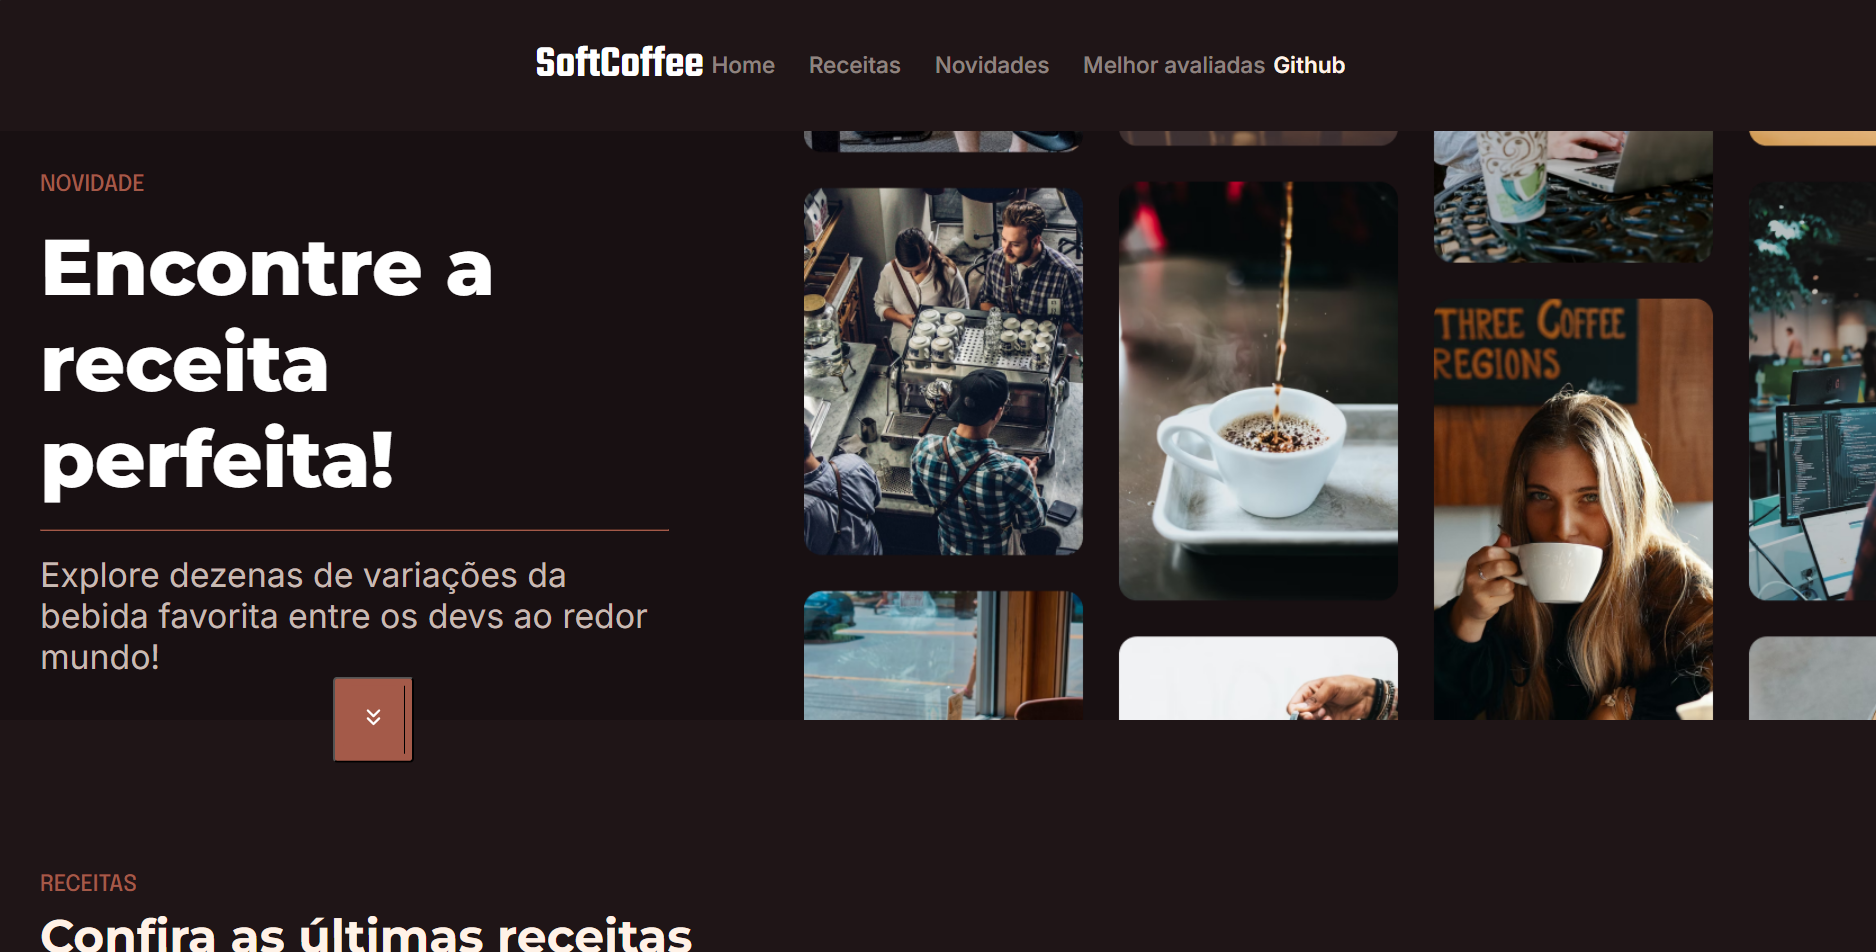 SoftCoffee Home Receitas Novidades Melhor avaliadas Github
NOVIDADE
Encontre a
receita
perfeita!
Explore dezenas de variações da
bebida favorita entre os devs ao redor
mundo!
THREE COFFEE
REGIONS
RECEITAS
Confira as últimas receitas